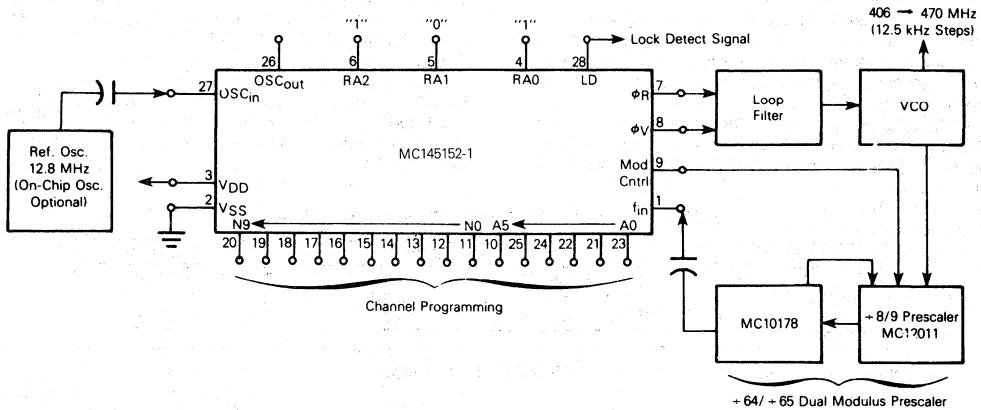 406 → 470 MHz
(12.5 kHz Steps)
"1"
"0"
"1"
Lock Detect Signal
26
6
5
4
28
OSCout
RA2
RA1
RA0
LD
27
OSCin
ϕR
7
Loop
Filter
VCO
Ref. Osc.
12.8 MHz
(On-Chip Osc.
Optional)
MC145152-1
ϕV
8
3
VDD
Mod
Cntrl
9
2
VSS
fin
1
N9
N0
A5
A0
20
19
18
17
16
15
14
13
12
11
10
25
24
22
21
23
Channel Programming
MC10178
÷8/9 Prescaler
MC12011
÷64/÷65 Dual Modulus Prescaler